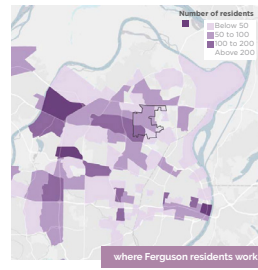 Number of residents
Below 50
50 to 100
100 to 200
Above 200
where Ferguson residents work